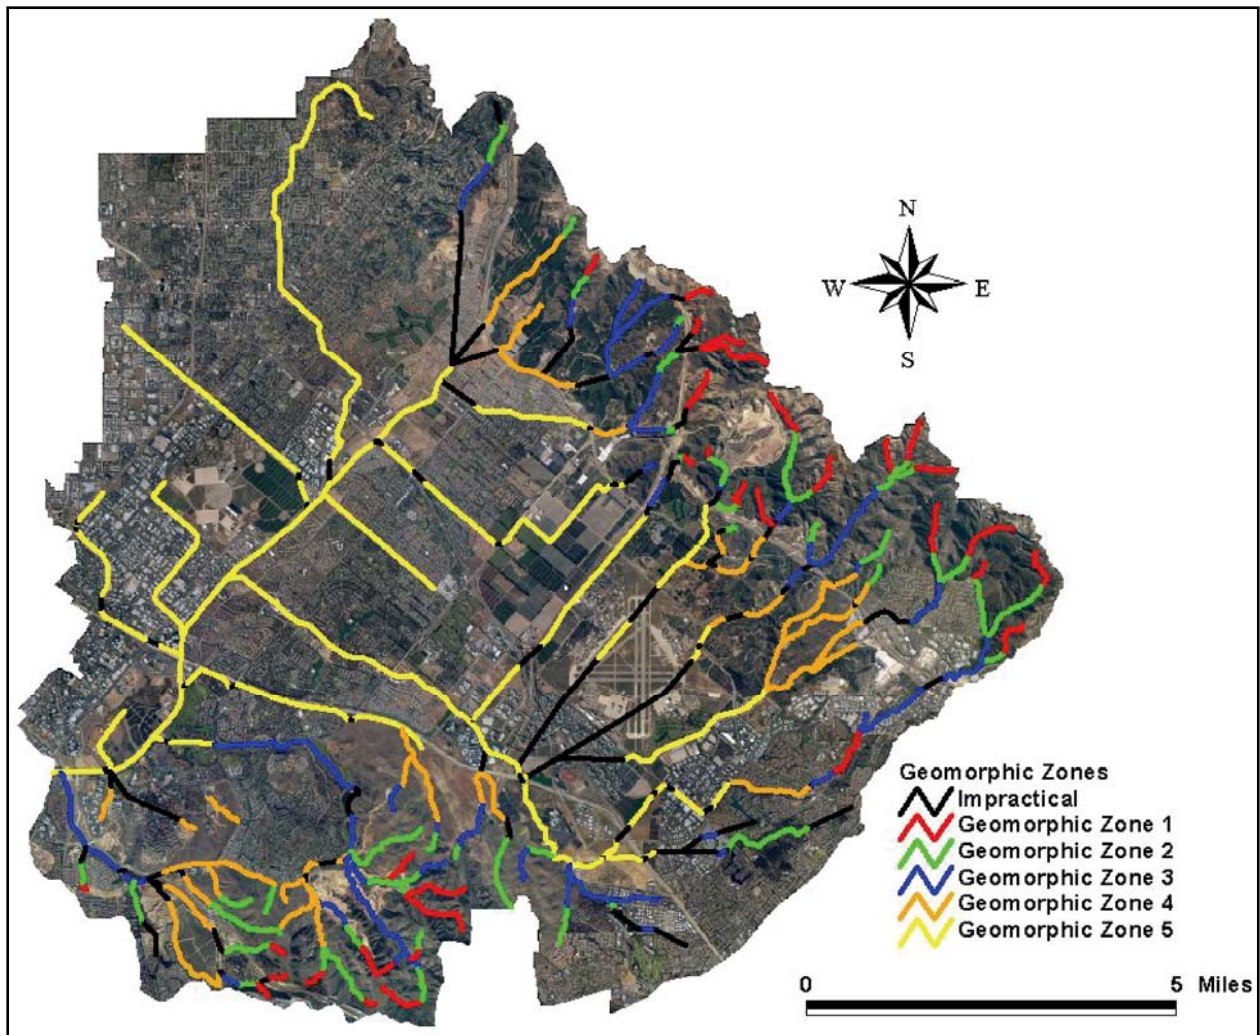 N
W E
S
Geomorphic Zones
Impractical
Geomorphic Zone 1
Geomorphic Zone 2
Geomorphic Zone 3
Geomorphic Zone 4
Geomorphic Zone 5
0 5 Miles